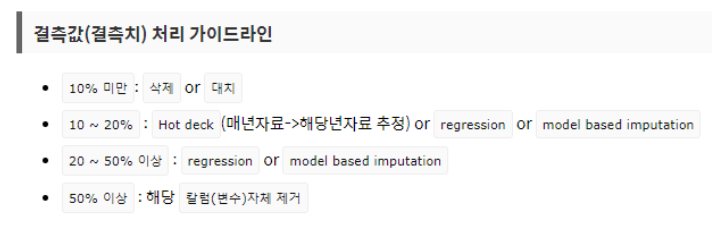 결측값(결측치) 처리 가이드라인
10% 미만 : 삭제 or 대치
10 ~ 20% : Hot deck (매년자료->해당년자료 추정) or regression or model based imputation
20 ~ 50% 이상 : regression or model based imputation
50% 이상 : 해당 칼럼(변수)자체 제거